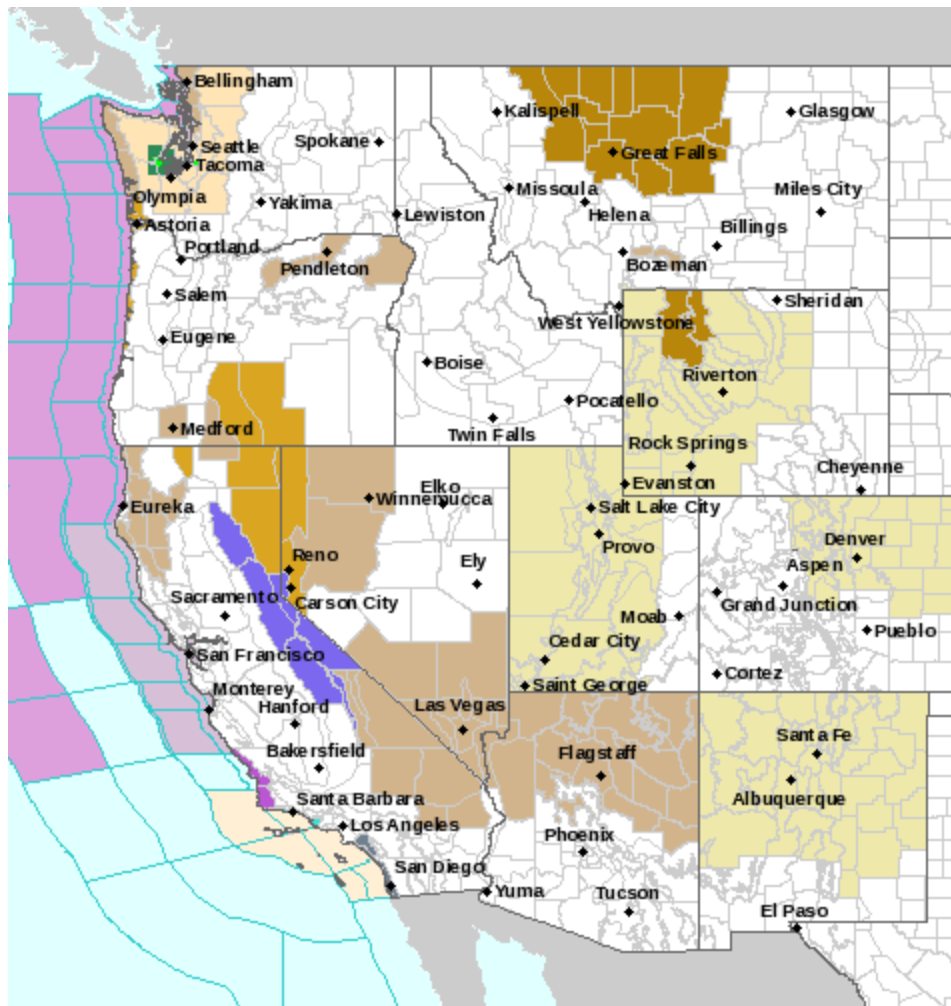 Bellingham
Kalispell
Glasgow
Spokane
Seattle
Great Falls
Tacoma
Missoula
Miles City
Olympia
Yakima
Lewiston
Helena
Astoria
Billings
Portland
Pendleton
Bozeman
Salem
Sheridan
West Yellowstone
Eugene
Boise
Riverton
Pocatello
Medford
Twin Falls
Rock Springs
Cheyenne
Elko
Evanston
Winnemucca
Eureka
Salt Lake City
Denver
Provo
Reno
Ely
Aspen
Sacramento
Carson City
Grand Junction
Moab
Pueblo
Cedar City
San Francisco
Cortez
Saint George
Monterey
Hanford
Las Vegas
Santa Fe
Bakersfield
Flagstaff
Albuquerque
Santa Barbara
Los Angeles
Phoenix
San Diego
Yuma
Tucson
El Paso